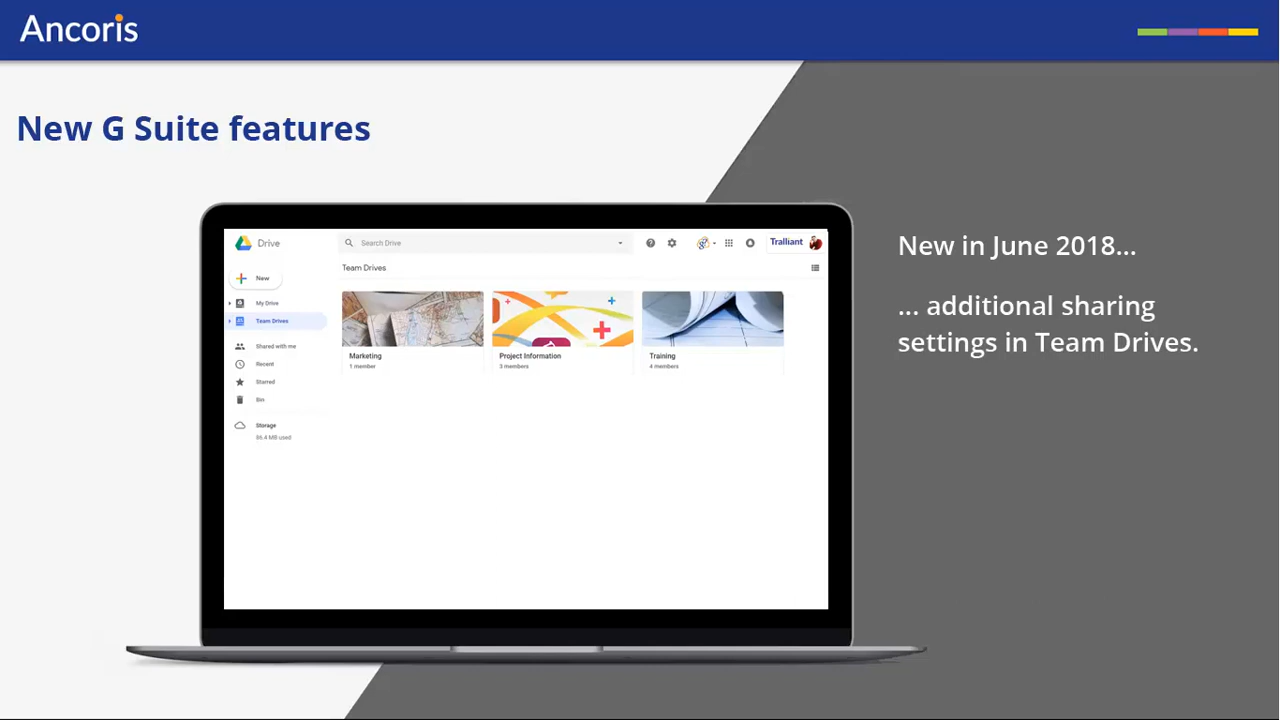 Ancoris
New G Suite features
Drive
Search Drive
Tralliant
New
Team Drives
My Drive
Team Drives
Shared with me
Recent
Starred
Bin
Storage
86.4 MB used
Marketing
1 member
Project Information
3 members
Training
4 members
New in June 2018...
... additional sharing
settings in Team Drives.